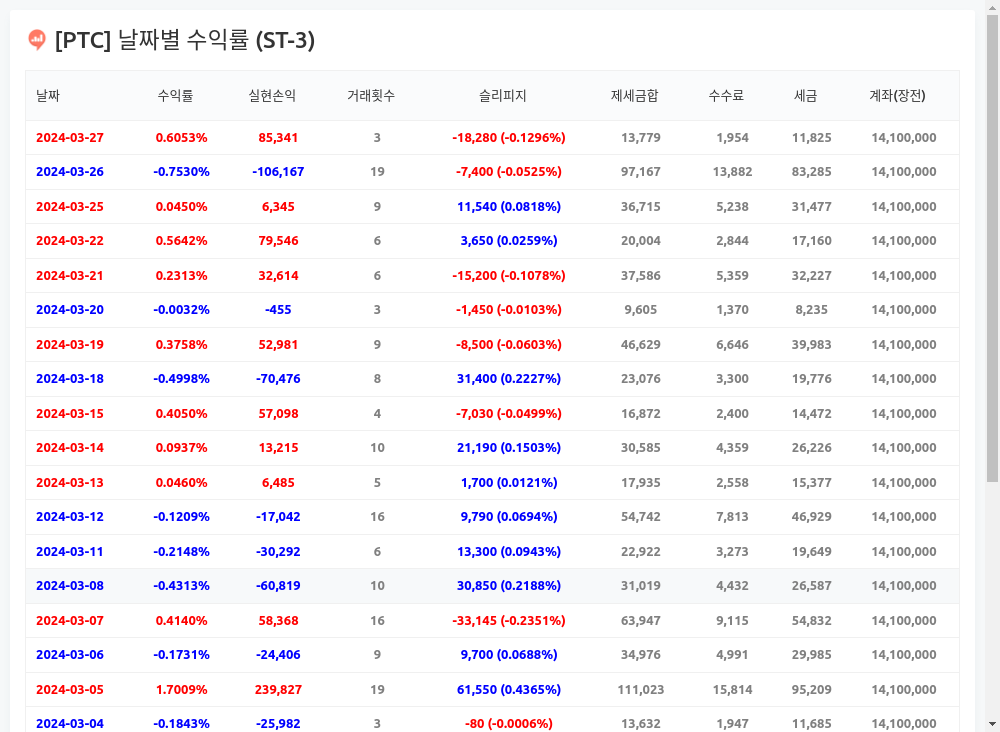 [PTC] 날짜별 수익률 (ST-3)
날짜 수익률 실현손익 거래횟수 슬리피지 제세금합 수수료 세금 계좌(장전)
2024-03-27 0.6053% 85,341 3 -18,280 (-0.1296%) 13,779 1,954 11,825 14,100,000
2024-03-26 -0.7530% -106,167 19 -7,400 (-0.0525%) 97,167 13,882 83,285 14,100,000
2024-03-25 0.0450% 6,345 9 11,540 (0.0818%) 36,715 5,238 31,477 14,100,000
2024-03-22 0.5642% 79,546 6 3,650 (0.0259%) 20,004 2,844 17,160 14,100,000
2024-03-21 0.2313% 32,614 6 -15,200 (-0.1078%) 37,586 5,359 32,227 14,100,000
2024-03-20 -0.0032% -455 3 -1,450 (-0.0103%) 9,605 1,370 8,235 14,100,000
2024-03-19 0.3758% 52,981 9 -8,500 (-0.0603%) 46,629 6,646 39,983 14,100,000
2024-03-18 -0.4998% -70,476 8 31,400 (0.2227%) 23,076 3,300 19,776 14,100,000
2024-03-15 0.4050% 57,098 4 -7,030 (-0.0499%) 16,872 2,400 14,472 14,100,000
2024-03-14 0.0937% 13,215 10 21,190 (0.1503%) 30,585 4,359 26,226 14,100,000
2024-03-13 0.0460% 6,485 5 1,700 (0.0121%) 17,935 2,558 15,377 14,100,000
2024-03-12 -0.1209% -17,042 16 9,790 (0.0694%) 54,742 7,813 46,929 14,100,000
2024-03-11 -0.2148% -30,292 6 13,300 (0.0943%) 22,922 3,273 19,649 14,100,000
2024-03-08 -0.4313% -60,819 10 30,850 (0.2188%) 31,019 4,432 26,587 14,100,000
2024-03-07 0.4140% 58,368 16 -33,145 (-0.2351%) 63,947 9,115 54,832 14,100,000
2024-03-06 -0.1731% -24,406 9 9,700 (0.0688%) 34,976 4,991 29,985 14,100,000
2024-03-05 1.7009% 239,827 19 61,550 (0.4365%) 111,023 15,814 95,209 14,100,000
2024-03-04 -0.1843% -25,982 3 -80 (-0.0006%) 13,632 1,947 11,685 14,100,000